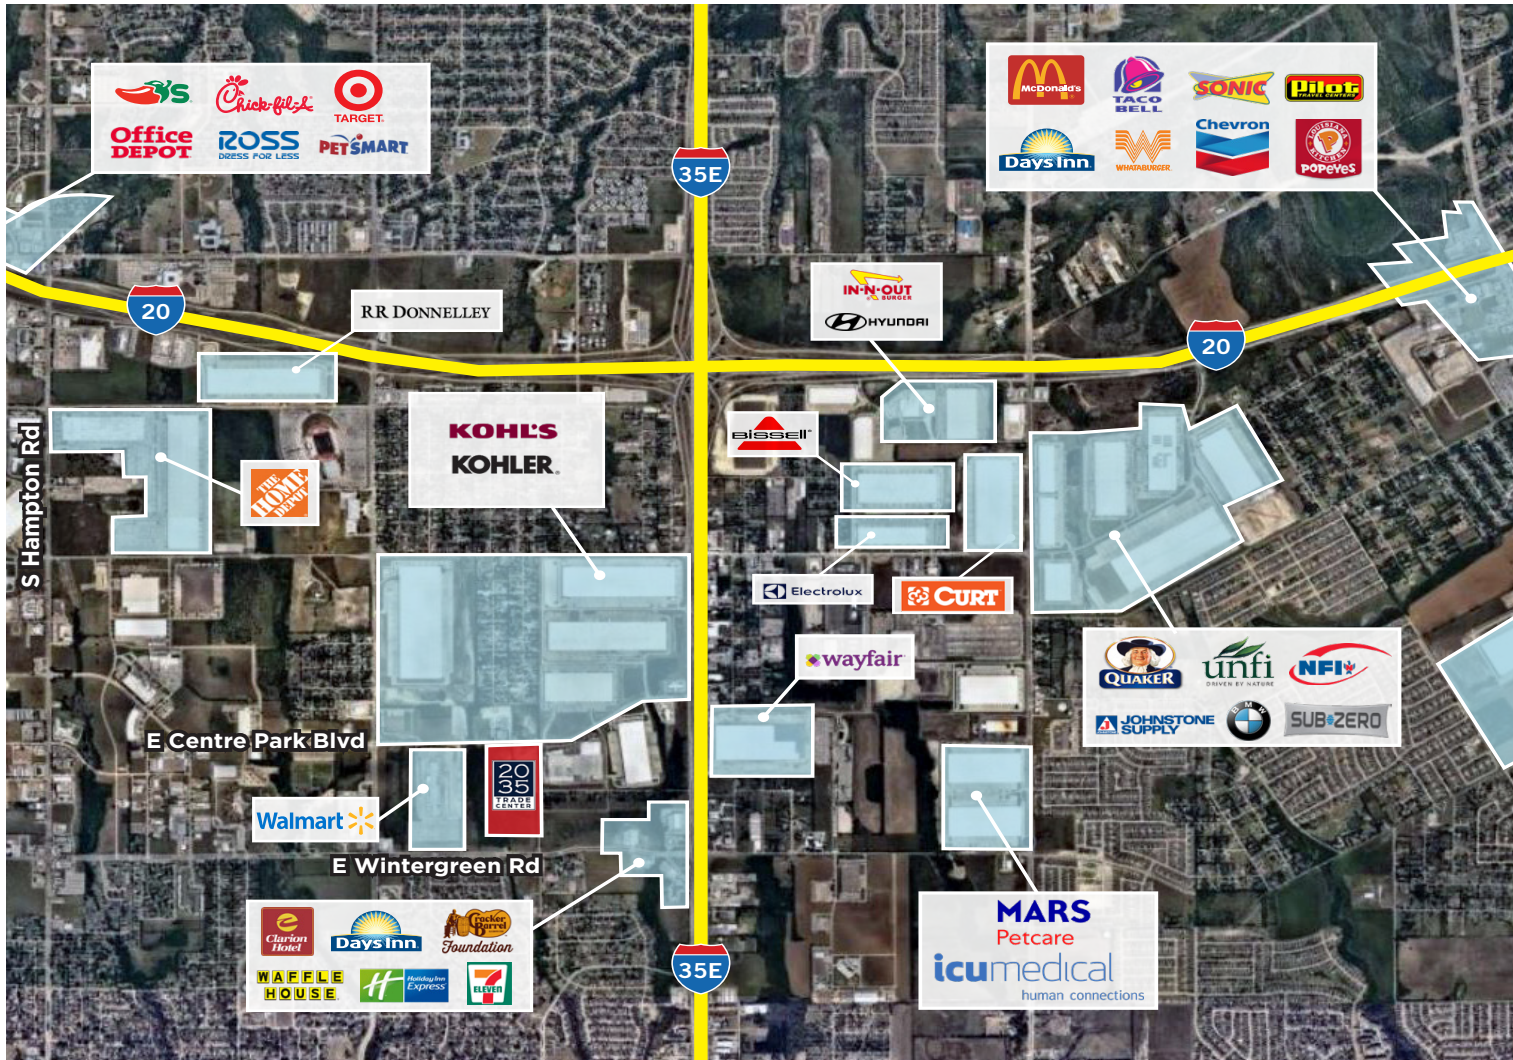 'S
Chick-fil-A
TARGET
Office
DEPOT
ROSS
DRESS FOR LESS
PETSMART
35E
McDonald's
TACO
BELL
SONIC
Pilot
TRAVEL CENTERS
Days Inn
WHATABURGER
Chevron
LOUISIANA
KITCHEN
POPEYES
20
RR DONNELLEY
IN-N-OUT
BURGER
HYUNDAI
20
S Hampton Rd
THE
HOME
DEPOT
KOHL'S
KOHLER
BISSELL
Electrolux
CURT
wayfair
QUAKER
unfi
DRIVEN BY NATURE
NFI
JOHNSTONE
SUPPLY
BMW
SUB ZERO
E Centre Park Blvd
20
35
TRADE
CENTER
Walmart
E Wintergreen Rd
Clarion
Hotel
Days Inn
Cracker
Barrel
Foundation
WAFFLE
HOUSE
H
Holiday Inn
Express
7
ELEVEN
35E
MARS
Petcare
icumedical
human connections